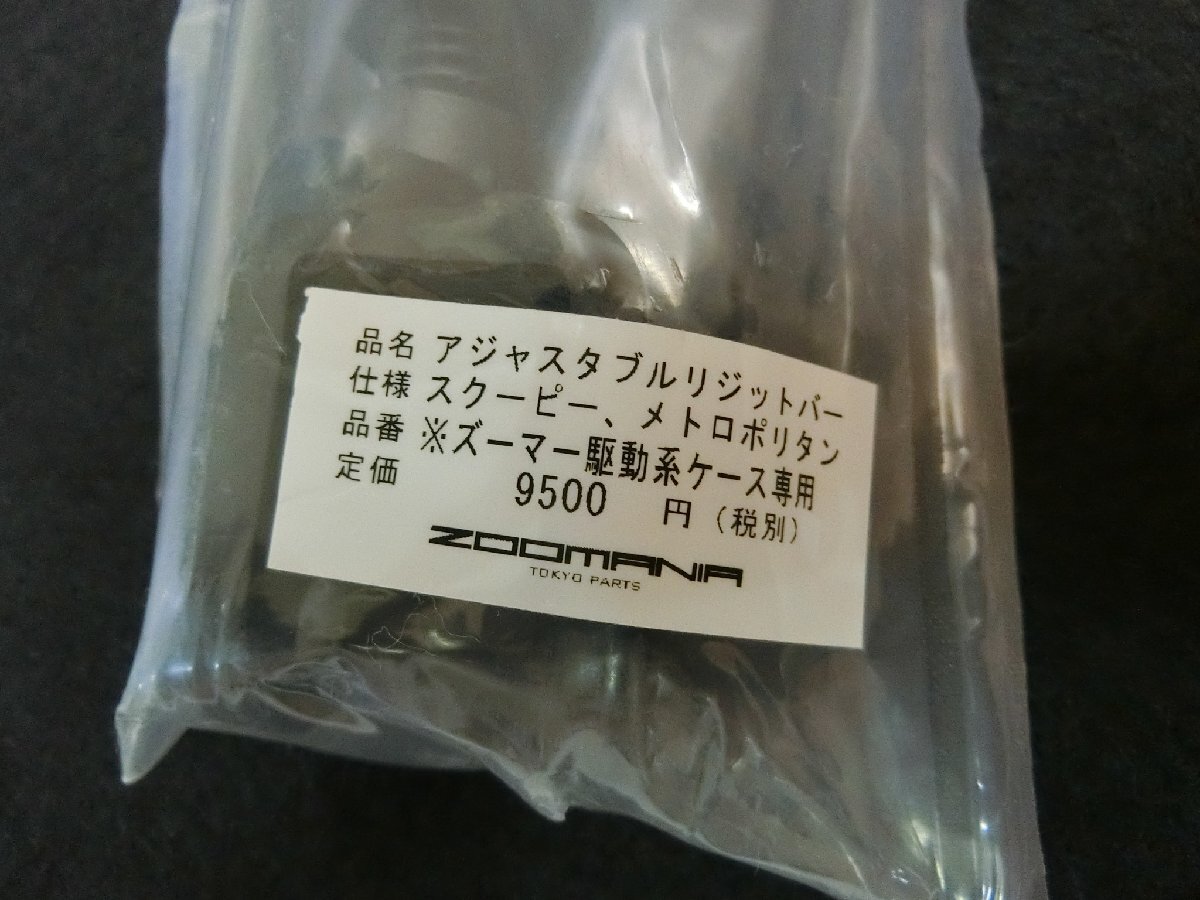 品名 アジャスタブルリジットバー
仕様 スクーピー、メトロポリタン
品番 ※ズーマー駆動系ケース専用
定価 9500 円（税別）
ZOOMANIA
TOKYO PARTS